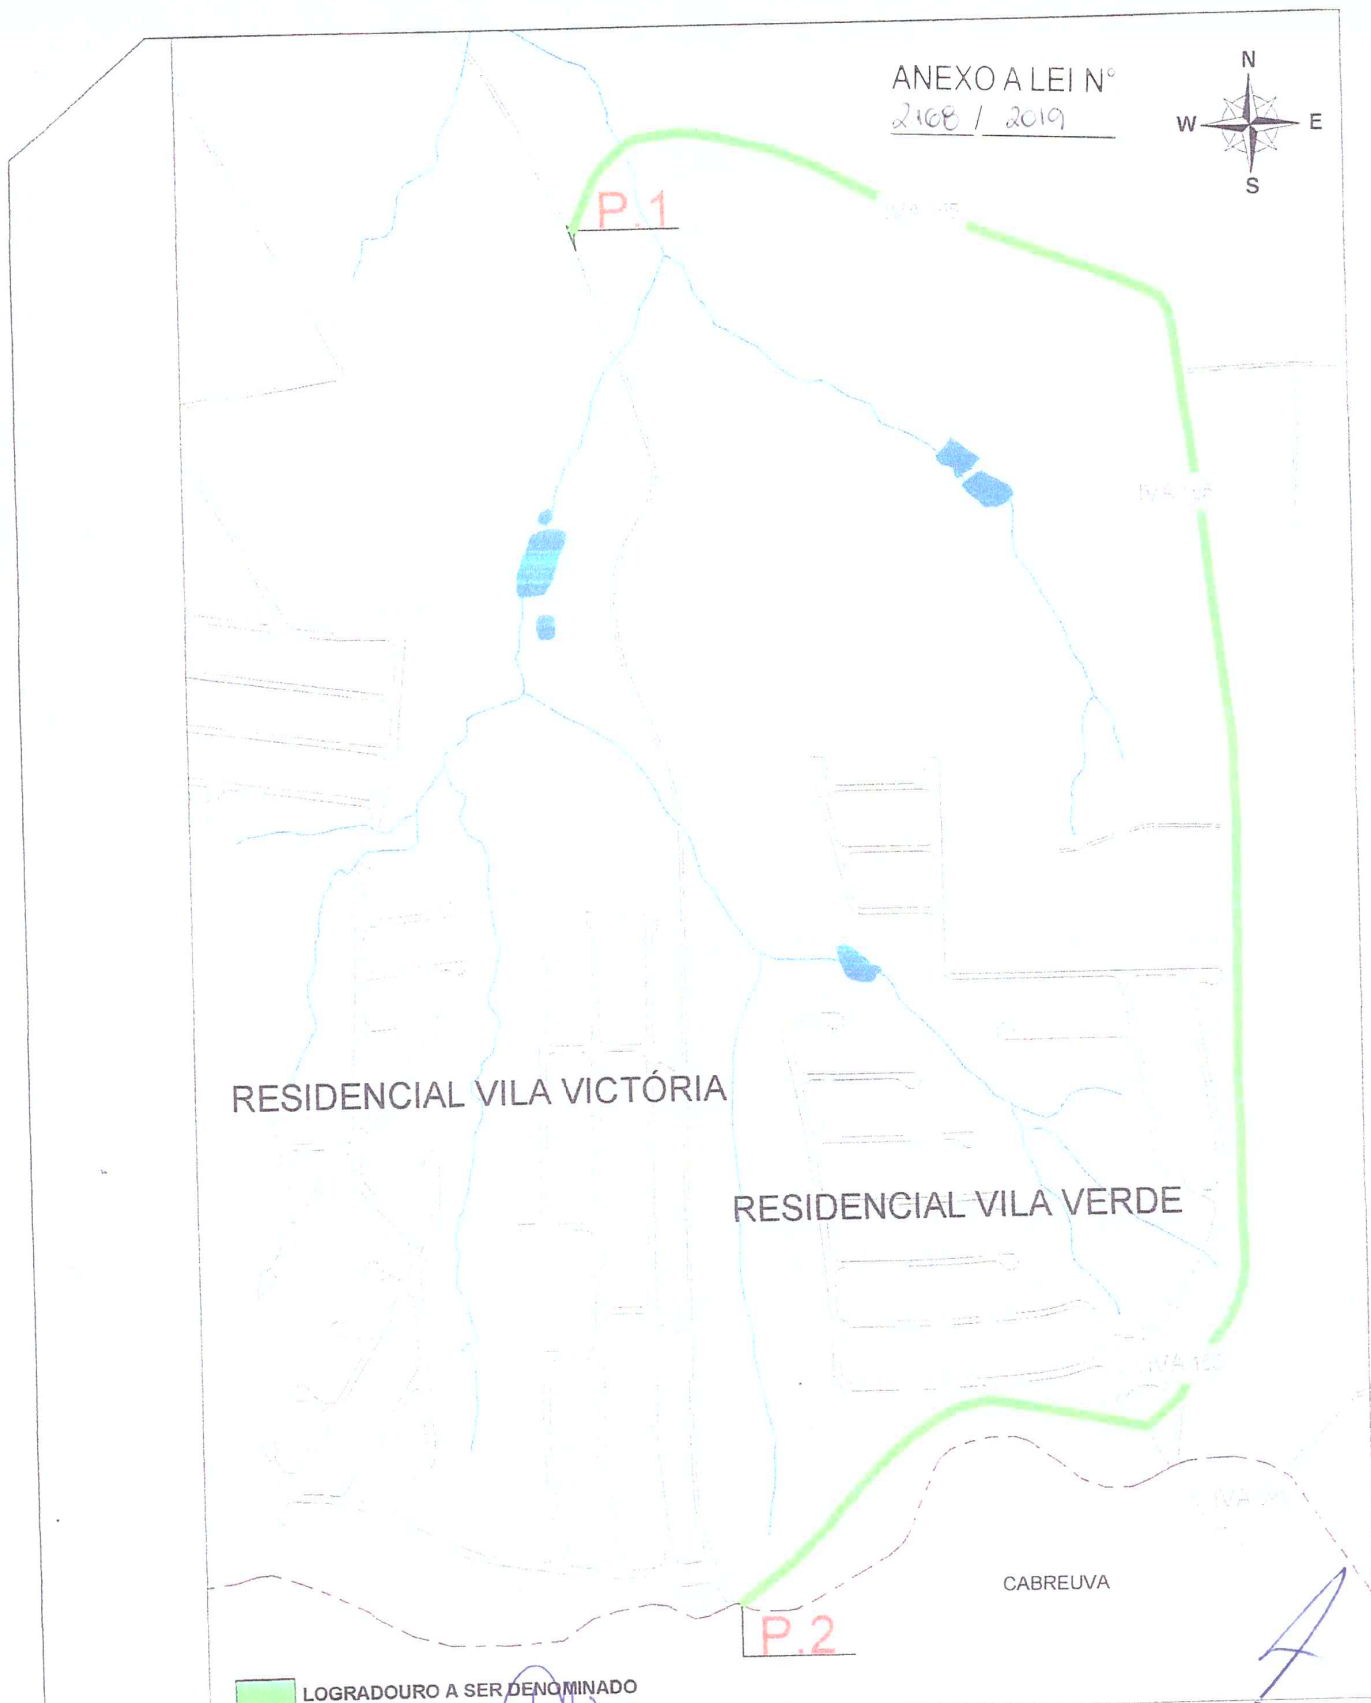 ANEXO A LEI N°
2168 / 2019
N
W E
S
P.1
RESIDENCIAL VILA VICTÓRIA
RESIDENCIAL VILA VERDE
CABREUVA
P.2
LOGRADOURO A SER DENOMINADO